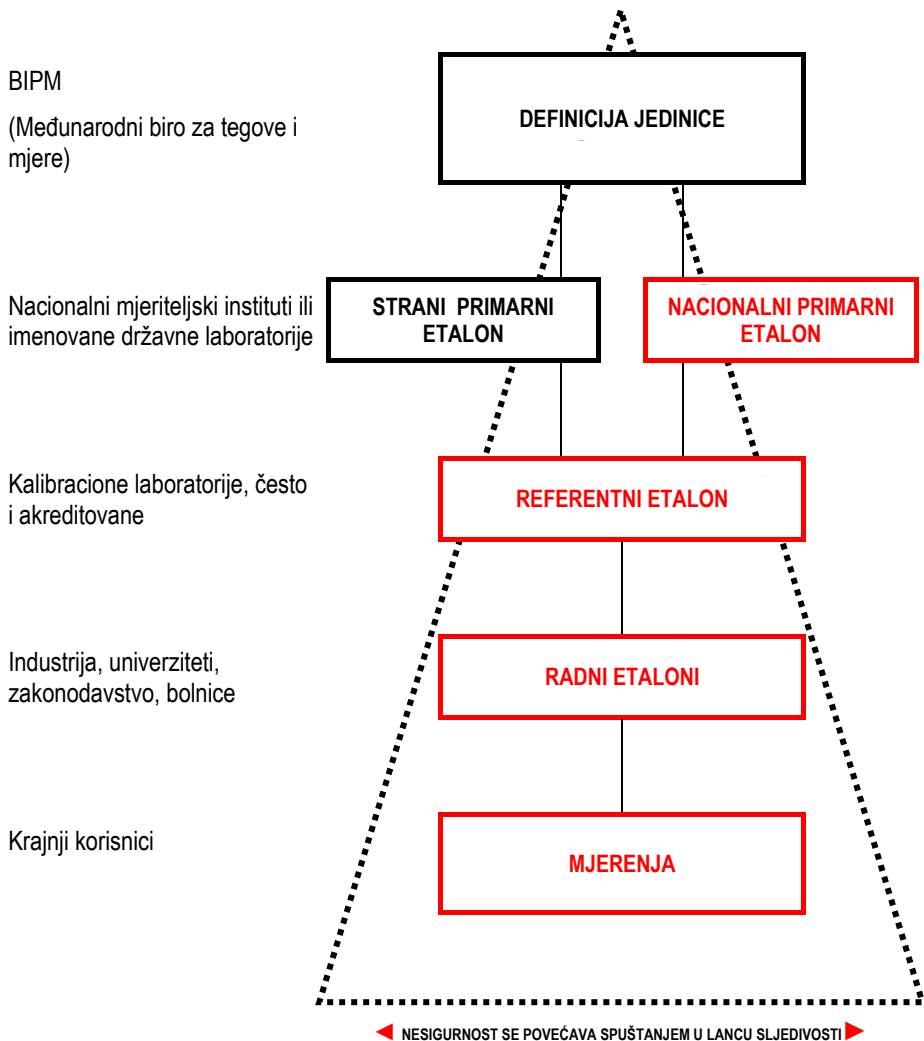 BIPM
(Međunarodni biro za tegove i
mjere)
DEFINICIJA JEDINICE
Nacionalni mjeriteljski instituti ili
imenovane državne laboratorije
STRANI PRIMARNI
ETALON
NACIONALNI PRIMARNI
ETALON
Kalibracione laboratorije, često
i akreditovane
REFERENTNI ETALON
Industrija, univerziteti,
zakonodavstvo, bolnice
RADNI ETALONI
Krajnji korisnici
MJERENJA
NESIGURNOST SE POVEĆAVA SPUŠTANJEM U LANCU SLJEDIVOSTI